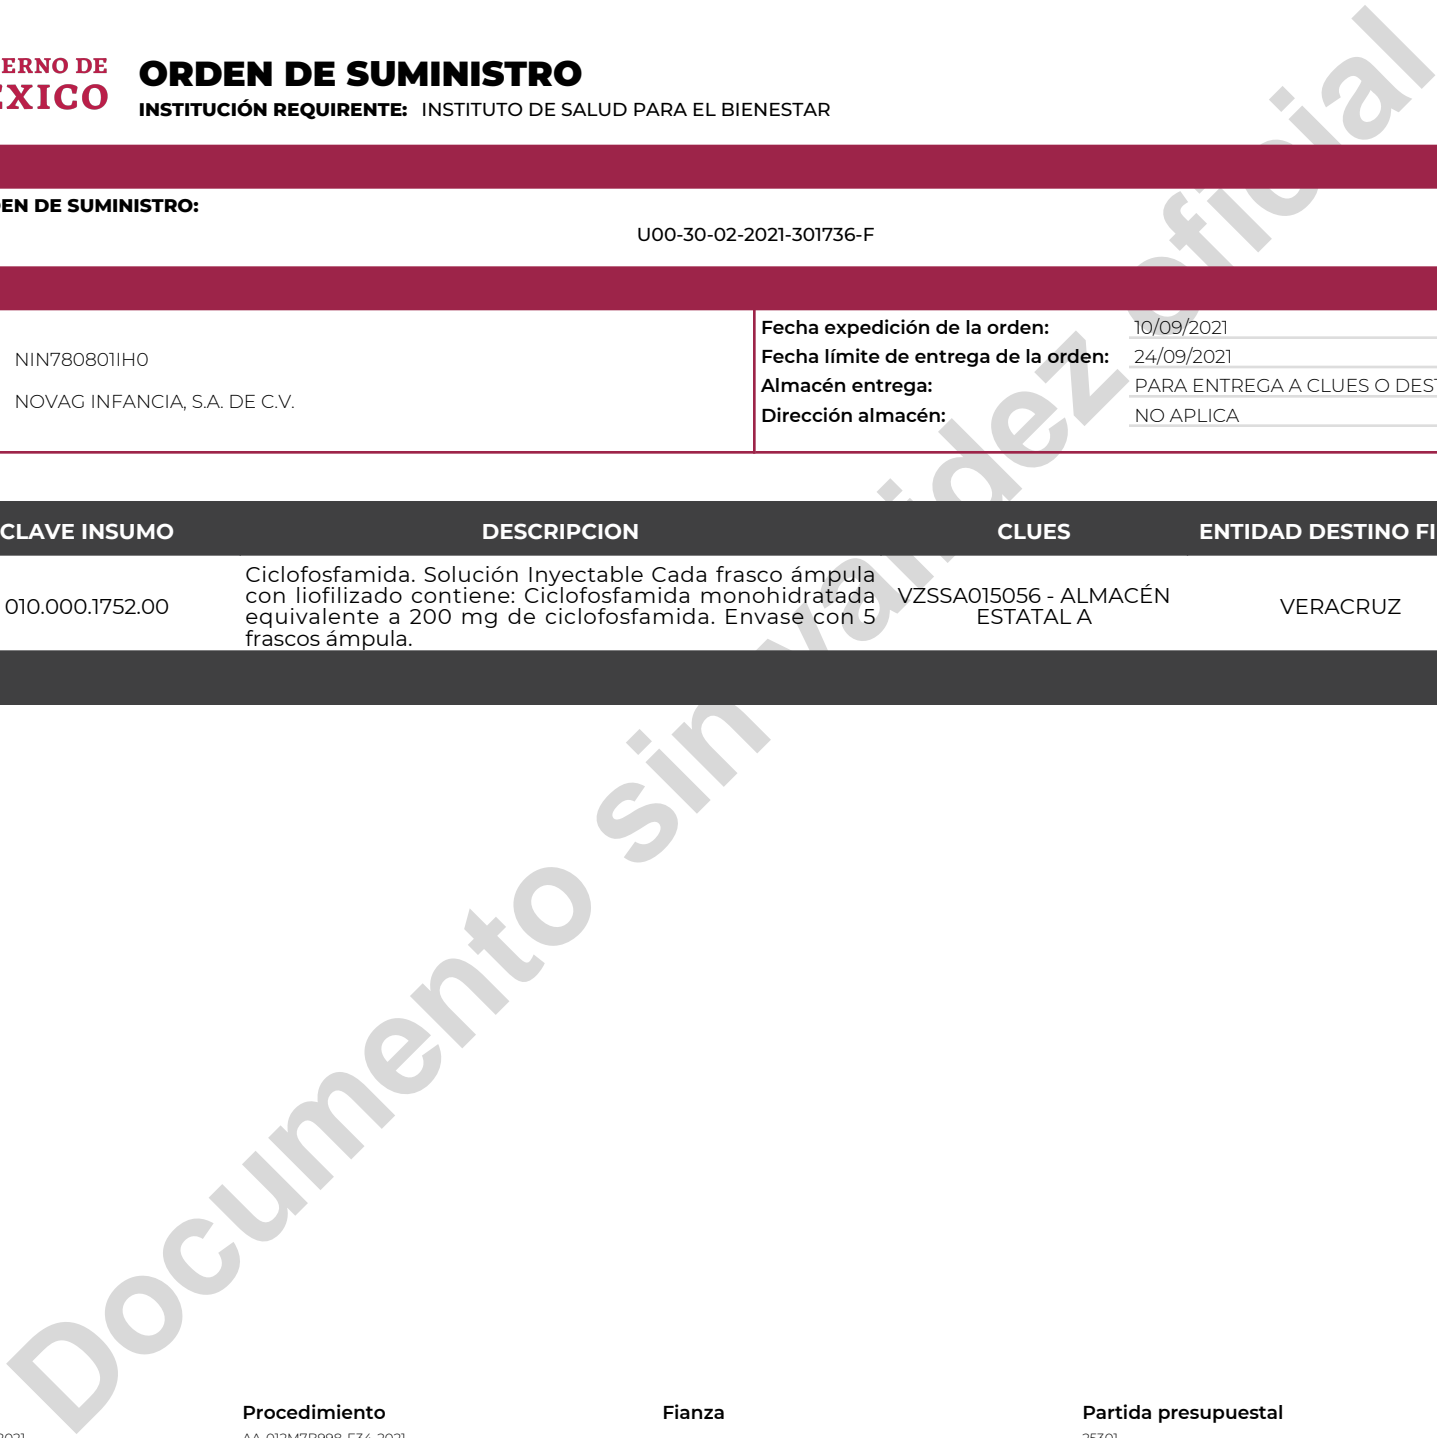 ERNO DE
EXICO
ORDEN DE SUMINISTRO
INSTITUCIÓN REQUIRENTE: INSTITUTO DE SALUD PARA EL BIENESTAR
EN DE SUMINISTRO:
U00-30-02-2021-301736-F
NIN780801IH0
NOVAG INFANCIA, S.A. DE C.V.
Fecha expedición de la orden: 10/09/2021
Fecha límite de entrega de la orden: 24/09/2021
Almacén entrega: PARA ENTREGA A CLUES O DEST
Dirección almacén: NO APLICA
CLAVE INSUMO DESCRIPCION CLUES ENTIDAD DESTINO FI
Ciclofosfamida. Solución Inyectable Cada frasco ámpula
con liofilizado contiene: Ciclofosfamida monohidratada
equivalente a 200 mg de ciclofosfamida. Envase con 5
frascos ámpula.
010.000.1752.00
VZSSA015056 - ALMACÉN
ESTATAL A
VERACRUZ
Documento sin validez oficial
Procedimiento Fianza Partida presupuestal